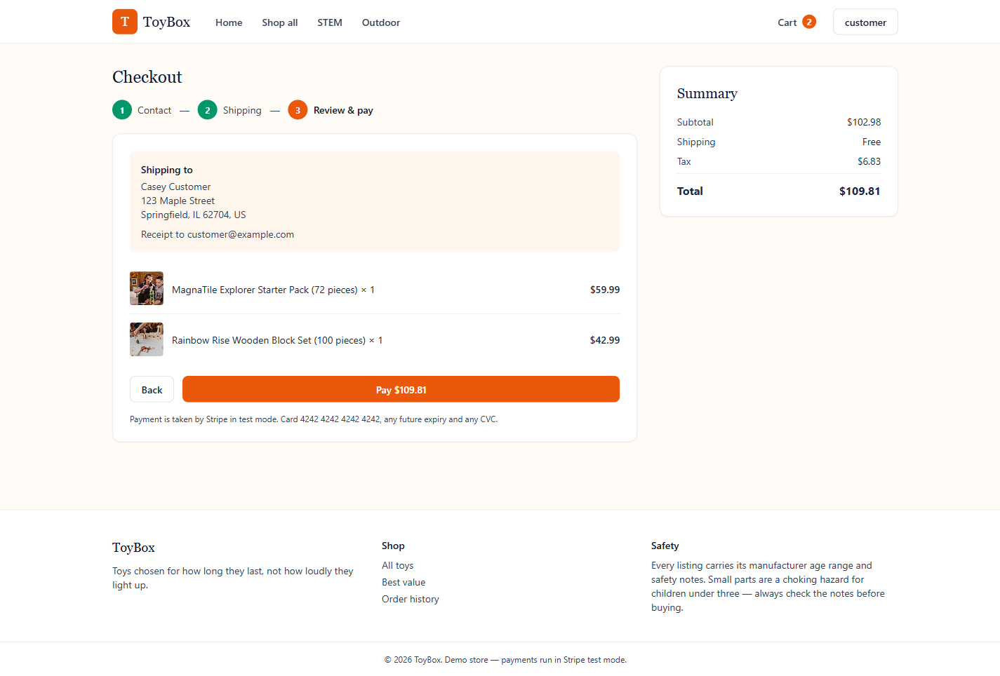 T ToyBox Home Shop all STEM Outdoor Cart 2 customer
Checkout
1 Contact — 2 Shipping — 3 Review & pay
Shipping to
Casey Customer
123 Maple Street
Springfield, IL 62704, US
Receipt to customer@example.com
MagnaTile Explorer Starter Pack (72 pieces) × 1 $59.99
Rainbow Rise Wooden Block Set (100 pieces) × 1 $42.99
Back Pay $109.81
Payment is taken by Stripe in test mode. Card 4242 4242 4242 4242, any future expiry and any CVC.
Summary
Subtotal $102.98
Shipping Free
Tax $6.83
Total $109.81
ToyBox
Toys chosen for how long they last, not how loudly they
light up.
Shop
All toys
Best value
Order history
Safety
Every listing carries its manufacturer age range and
safety notes. Small parts are a choking hazard for
children under three — always check the notes before
buying.
© 2026 ToyBox. Demo store — payments run in Stripe test mode.